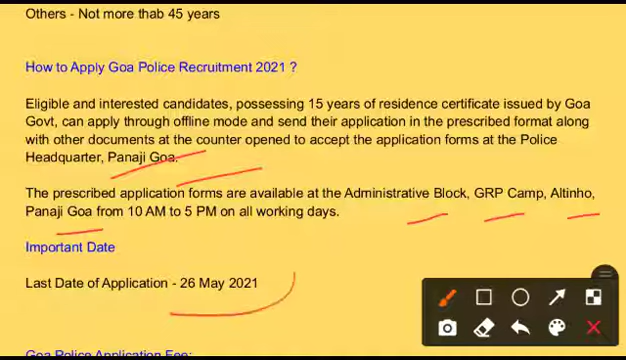 Others - Not more thab 45 years
How to Apply Goa Police Recruitment 2021 ?
Eligible and interested candidates, possessing 15 years of residence certificate issued by Goa
Govt, can apply through offline mode and send their application in the prescribed format along
with other documents at the counter opened to accept the application forms at the Police
Headquarter, Panaji Goa.
The prescribed application forms are available at the Administrative Block, GRP Camp, Altinho,
Panaji Goa from 10 AM to 5 PM on all working days.
Important Date
Last Date of Application - 26 May 2021
Goa Police Application Fee: